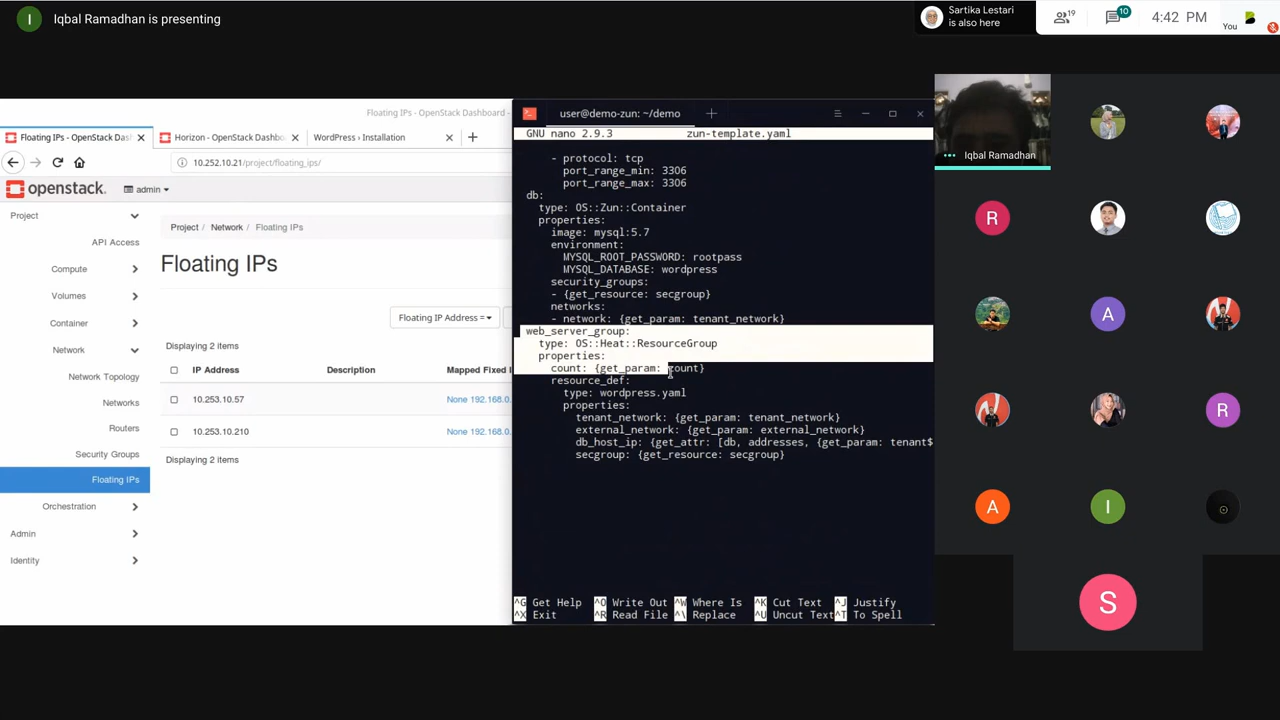 Iqbal Ramadhan is presenting
Sartika Lestari
is also here
19
10
4:42 PM
You
Floating IPs - OpenStack Dashboard -
Floating IPs - OpenStack Das
Horizon - OpenStack Dashbo
WordPress › Installation
10.252.10.21/project/floating_ips/
openstack.
admin
Project
API Access
Compute
Volumes
Container
Network
Network Topology
Networks
Routers
Security Groups
Floating IPs
Orchestration
Admin
Identity
Project / Network / Floating IPs
Floating IPs
Floating IP Address =
Displaying 2 items
IP Address Description Mapped Fixed I
10.253.10.57 None 192.168.0.
10.253.10.210 None 192.168.0.
Displaying 2 items
user@demo-zun: ~/demo
GNU nano 2.9.3 zun-template.yaml
- protocol: tcp
port_range_min: 3306
port_range_max: 3306
db:
type: OS::Zun::Container
properties:
image: mysql:5.7
environment:
MYSQL_ROOT_PASSWORD: rootpass
MYSQL_DATABASE: wordpress
security_groups:
- {get_resource: secgroup}
networks:
- network: {get_param: tenant_network}
web_server_group:
type: OS::Heat::ResourceGroup
properties:
count: {get_param: count}
resource_def:
type: wordpress.yaml
properties:
tenant_network: {get_param: tenant_network}
external_network: {get_param: external_network}
db_host_ip: {get_attr: [db, addresses, {get_param: tenant$
secgroup: {get_resource: secgroup}
^G Get Help ^O Write Out ^W Where Is ^K Cut Text ^J Justify
^X Exit ^R Read File ^\ Replace ^U Uncut Text ^T To Spell
Iqbal Ramadhan
I
R
A
R
A
I
S